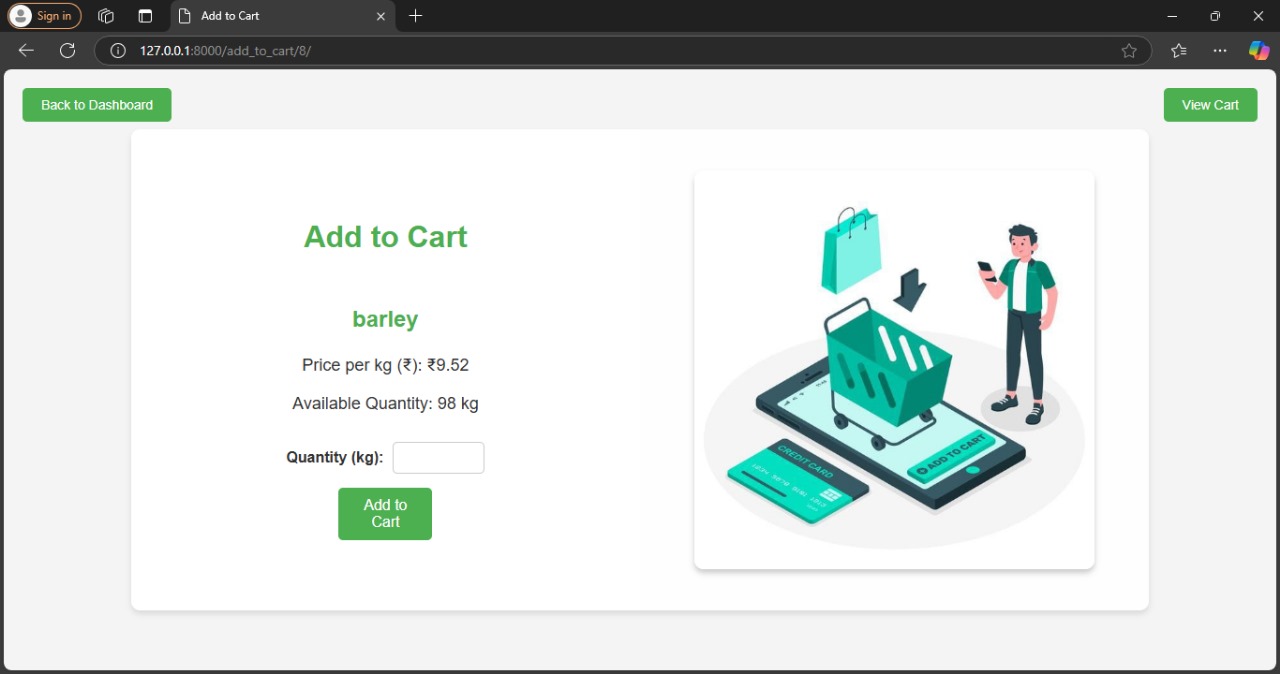 Sign in
Add to Cart
127.0.0.1:8000/add_to_cart/8/
Back to Dashboard
View Cart
Add to Cart
barley
Price per kg (₹): ₹9.52
Available Quantity: 98 kg
Quantity (kg):
Add to
Cart
ADD TO CART
CREDIT CARD